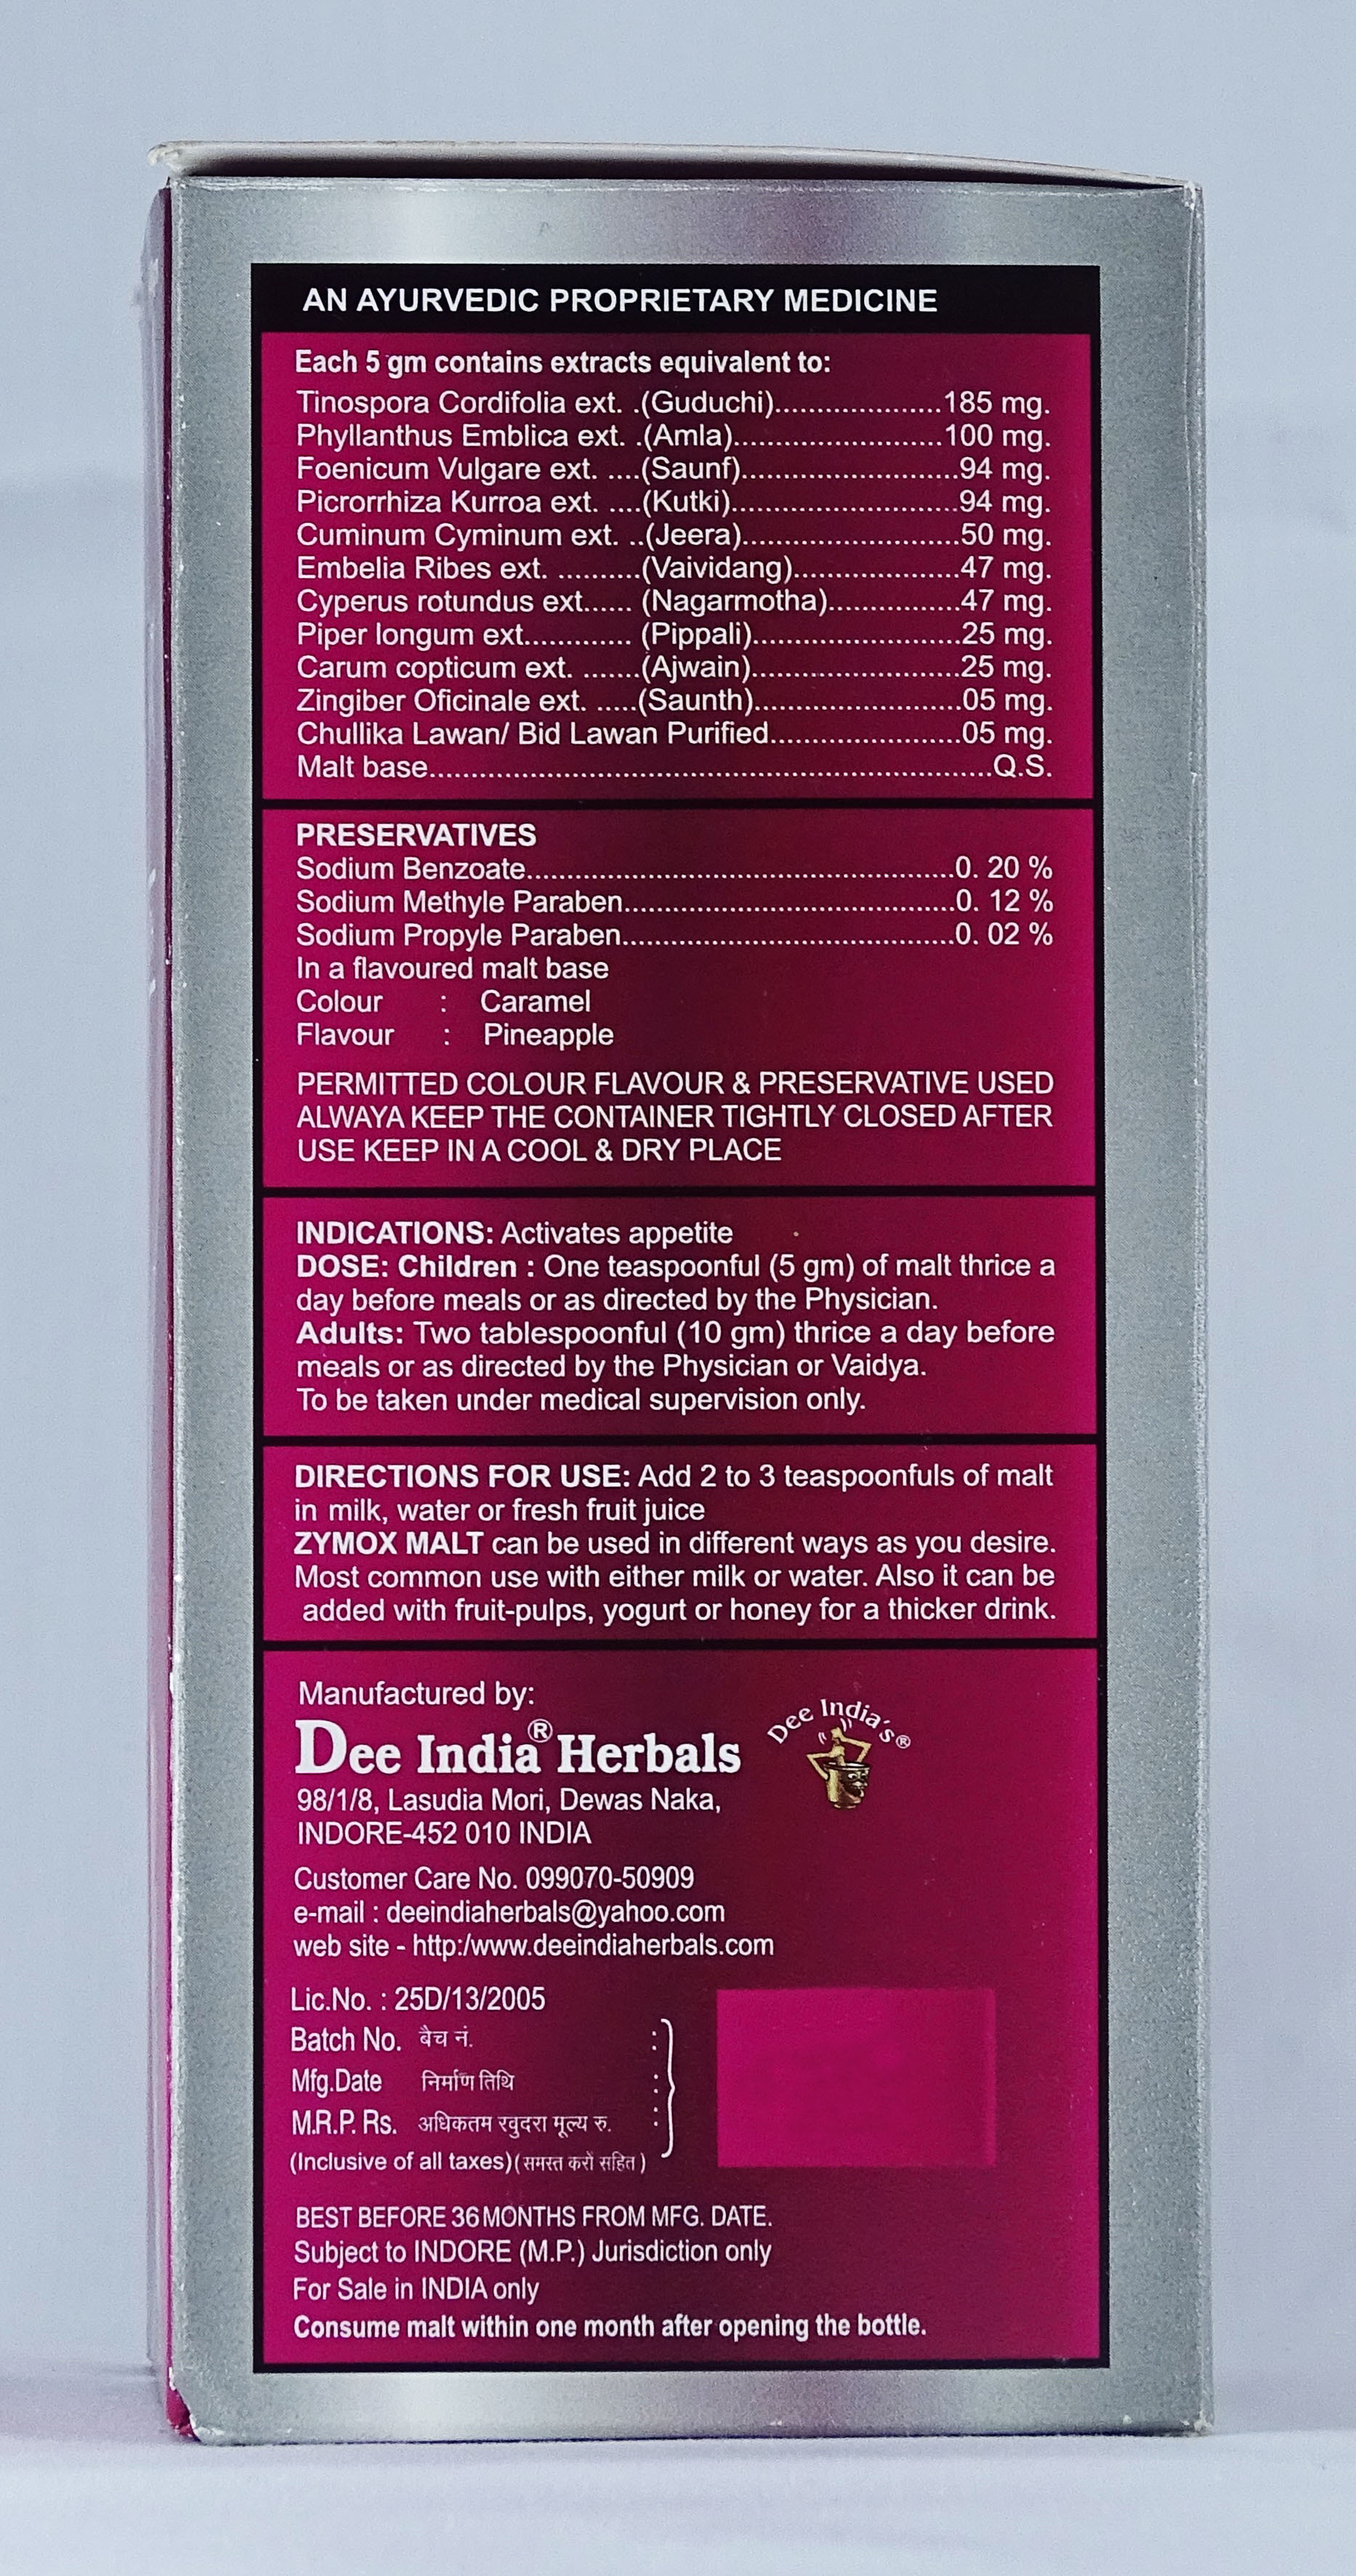 AN AYURVEDIC PROPRIETARY MEDICINE
Each 5 gm contains extracts equivalent to:
Tinospora Cordifolia ext. .(Guduchi)....................185 mg.
Phyllanthus Emblica ext. .(Amla).........................100 mg.
Foenicum Vulgare ext. ....(Saunf)..........................94 mg.
Picrorrhiza Kurroa ext. ....(Kutki)...........................94 mg.
Cuminum Cyminum ext. ..(Jeera)..........................50 mg.
Embelia Ribes ext. ..........(Vaividang)....................47 mg.
Cyperus rotundus ext...... (Nagarmotha)................47 mg.
Piper longum ext............. (Pippali).........................25 mg.
Carum copticum ext. .......(Ajwain).........................25 mg.
Zingiber Oficinale ext. .....(Saunth).........................05 mg.
Chullika Lawan/ Bid Lawan Purified.......................05 mg.
Malt base....................................................................Q.S.
PRESERVATIVES
Sodium Benzoate....................................................0. 20 %
Sodium Methyle Paraben........................................0. 12 %
Sodium Propyle Paraben........................................0. 02 %
In a flavoured malt base
Colour : Caramel
Flavour : Pineapple
PERMITTED COLOUR FLAVOUR & PRESERVATIVE USED
ALWAYA KEEP THE CONTAINER TIGHTLY CLOSED AFTER
USE KEEP IN A COOL & DRY PLACE
INDICATIONS: Activates appetite
DOSE: Children : One teaspoonful (5 gm) of malt thrice a
day before meals or as directed by the Physician.
Adults: Two tablespoonful (10 gm) thrice a day before
meals or as directed by the Physician or Vaidya.
To be taken under medical supervision only.
DIRECTIONS FOR USE: Add 2 to 3 teaspoonfuls of malt
in milk, water or fresh fruit juice
ZYMOX MALT can be used in different ways as you desire.
Most common use with either milk or water. Also it can be
added with fruit-pulps, yogurt or honey for a thicker drink.
Manufactured by:
Dee India® Herbals
Dee India's®
98/1/8, Lasudia Mori, Dewas Naka,
INDORE-452 010 INDIA
Customer Care No. 099070-50909
e-mail : deeindiaherbals@yahoo.com
web site - http:/www.deeindiaherbals.com
Lic.No. : 25D/13/2005
Batch No. बैच नं. :
Mfg.Date निर्माण तिथि :
M.R.P. Rs. अधिकतम खुदरा मूल्य रु. :
(Inclusive of all taxes) (समस्त करों सहित)
BEST BEFORE 36 MONTHS FROM MFG. DATE.
Subject to INDORE (M.P.) Jurisdiction only
For Sale in INDIA only
Consume malt within one month after opening the bottle.